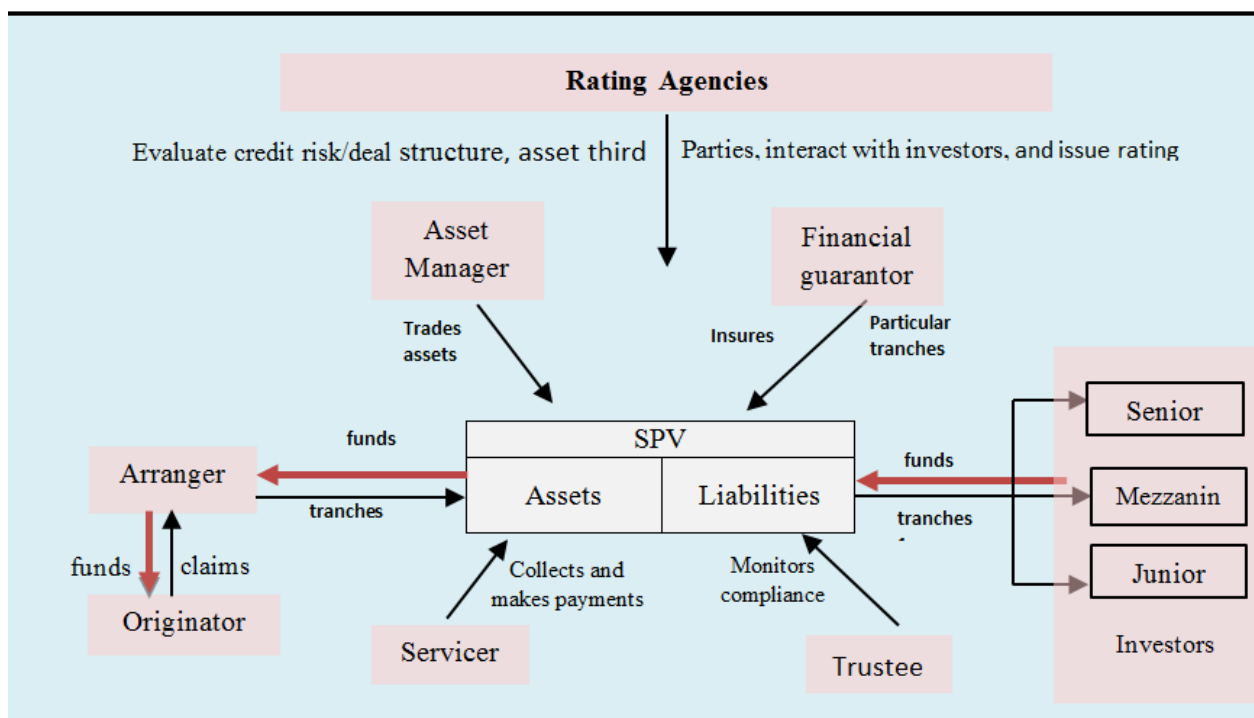 Rating Agencies
Evaluate credit risk/deal structure, asset third
Parties, interact with investors, and issue rating
Asset
Manager
Financial
guarantor
Trades
assets
Insures
Particular
tranches
Senior
SPV
funds
funds
Arranger
Assets
Liabilities
Mezzanin
tranches
tranches
funds
claims
Collects and
makes payments
Monitors
compliance
Junior
Originator
Servicer
Trustee
Investors